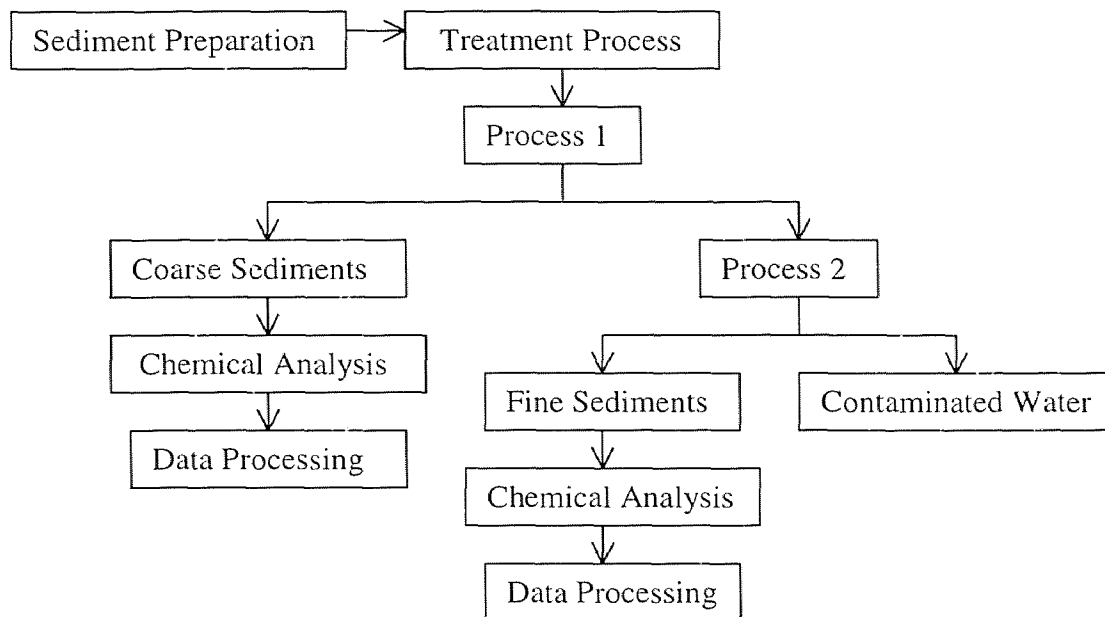 Sediment Preparation
Treatment Process
Process 1
Coarse Sediments
Process 2
Chemical Analysis
Fine Sediments
Contaminated Water
Data Processing
Chemical Analysis
Data Processing